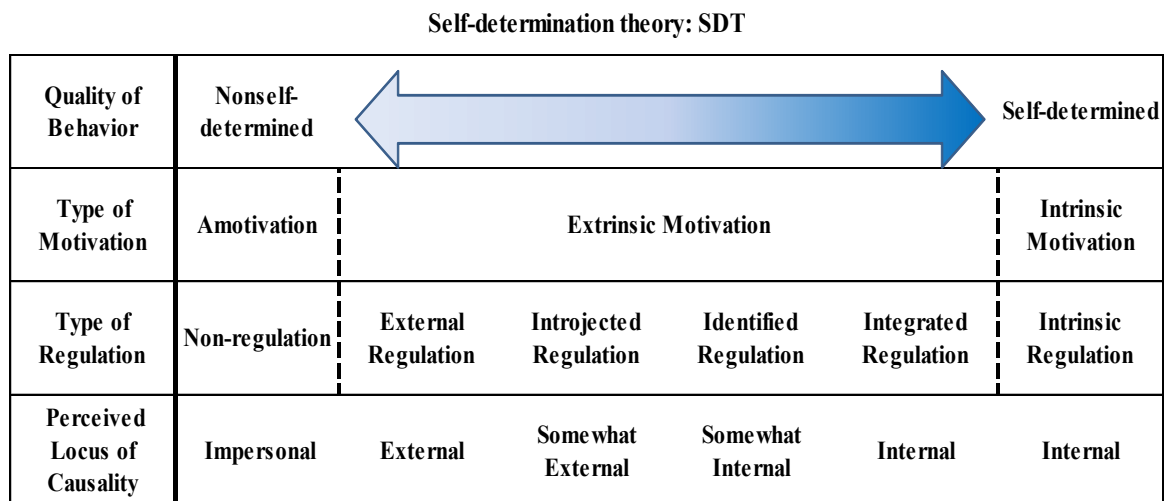 Self-determination theory: SDT
Quality of
Behavior
Nonself-
determined
Self-determined
Type of
Motivation
Amotivation
Extrinsic Motivation
Intrinsic
Motivation
Type of
Regulation
Non-regulation
External
Regulation
Introjected
Regulation
Identified
Regulation
Integrated
Regulation
Intrinsic
Regulation
Perceived
Locus of
Causality
Impersonal
External
Somewhat
External
Somewhat
Internal
Internal
Internal